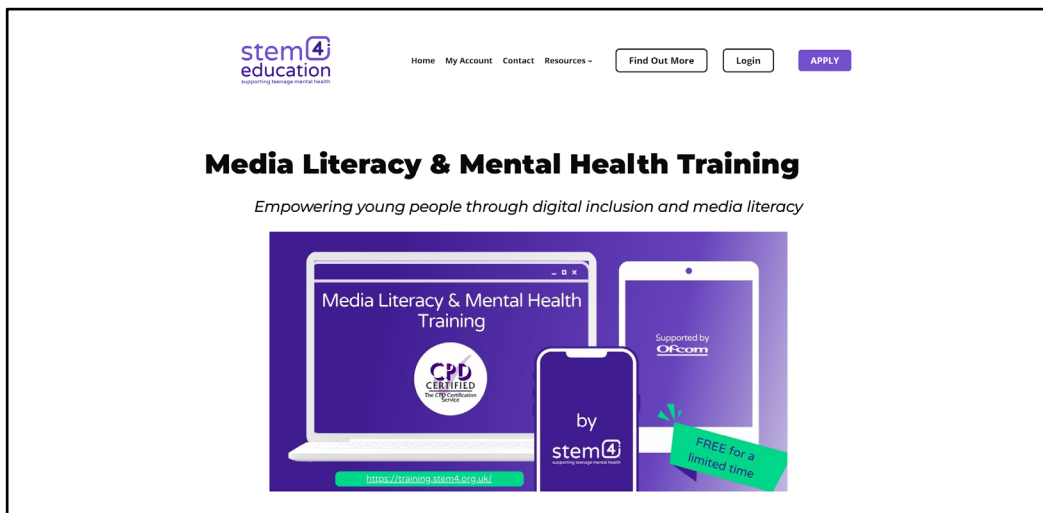 stem4
education
supporting teenage mental health
Home My Account Contact Resources Find Out More Login APPLY
Media Literacy & Mental Health Training
Empowering young people through digital inclusion and media literacy
Media Literacy & Mental Health
Training
CPD
CERTIFIED
The CPD Certification
Service
https://training.stem4.org.uk/
by
stem4
supporting teenage mental health
Supported by
Ofcom
FREE for a
limited time